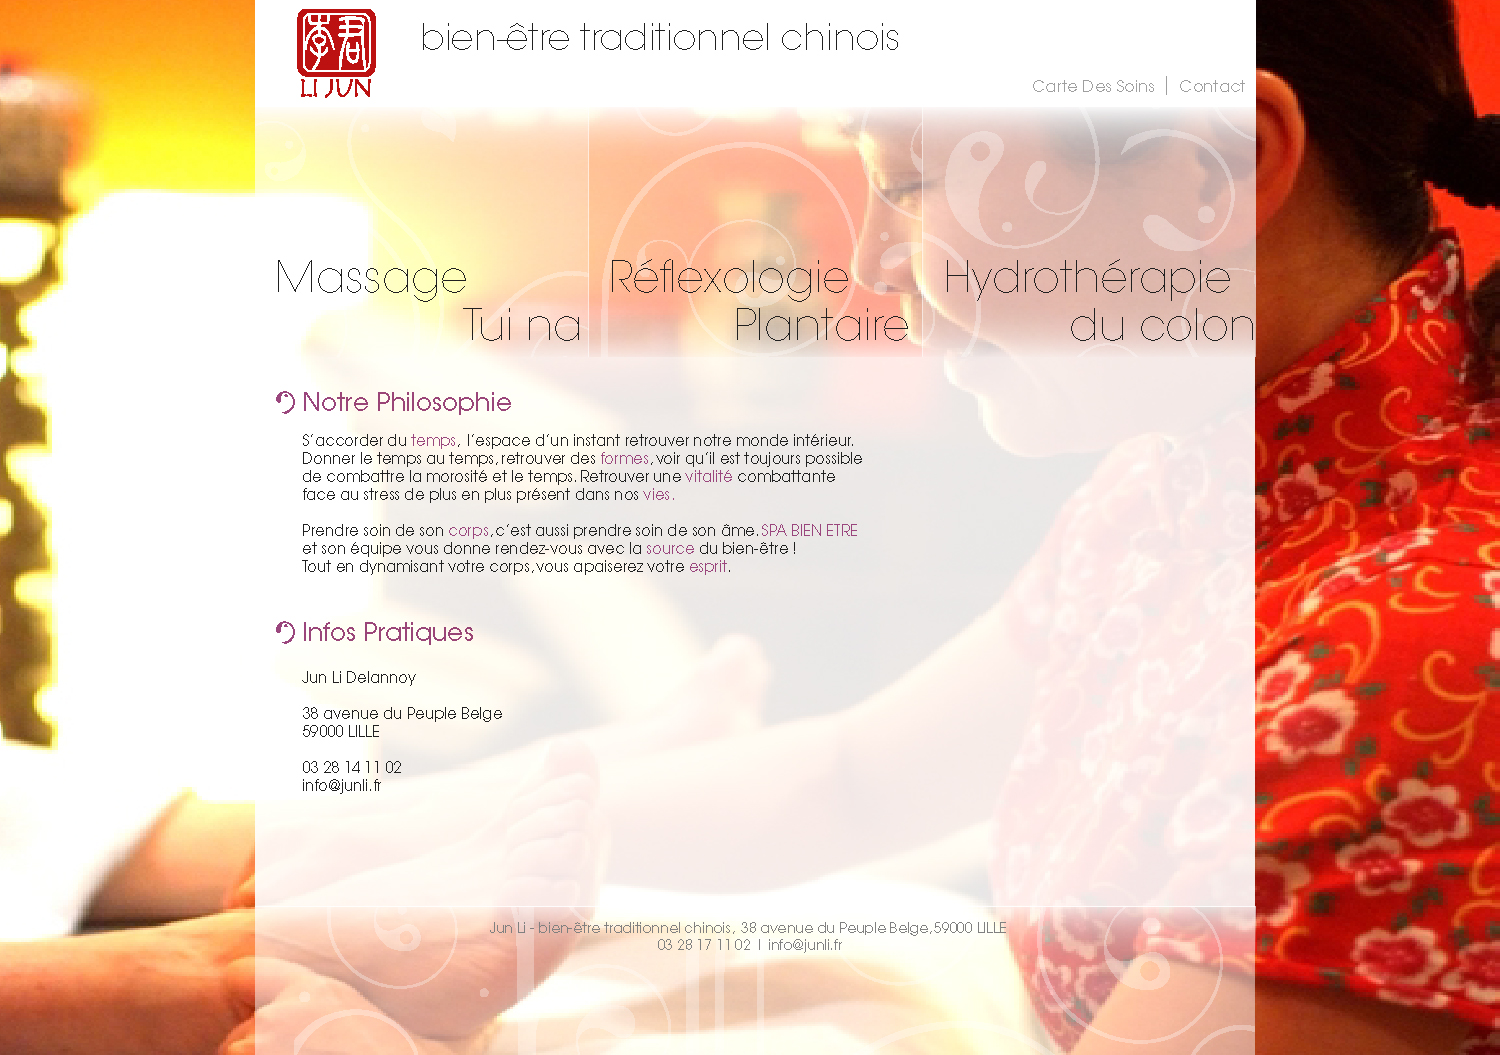 李君
LI JUN
bien-être traditionnel chinois
Carte Des Soins | Contact
Massage
Tui na
Réflexologie
Plantaire
Hydrothérapie
du colon
Notre Philosophie
S'accorder du temps, l'espace d'un instant retrouver notre monde intérieur.
Donner le temps au temps, retrouver des formes, voir qu'il est toujours possible
de combattre la morosité et le temps. Retrouver une vitalité combattante
face au stress de plus en plus présent dans nos vies.
Prendre soin de son corps, c'est aussi prendre soin de son âme. SPA BIEN ETRE
et son équipe vous donne rendez-vous avec la source du bien-être !
Tout en dynamisant votre corps, vous apaiserez votre esprit.
Infos Pratiques
Jun Li Delannoy
38 avenue du Peuple Belge
59000 LILLE
03 28 14 11 02
info@junli.fr
Jun Li - bien-être traditionnel chinois, 38 avenue du Peuple Belge, 59000 LILLE
03 28 17 11 02 | info@junli.fr